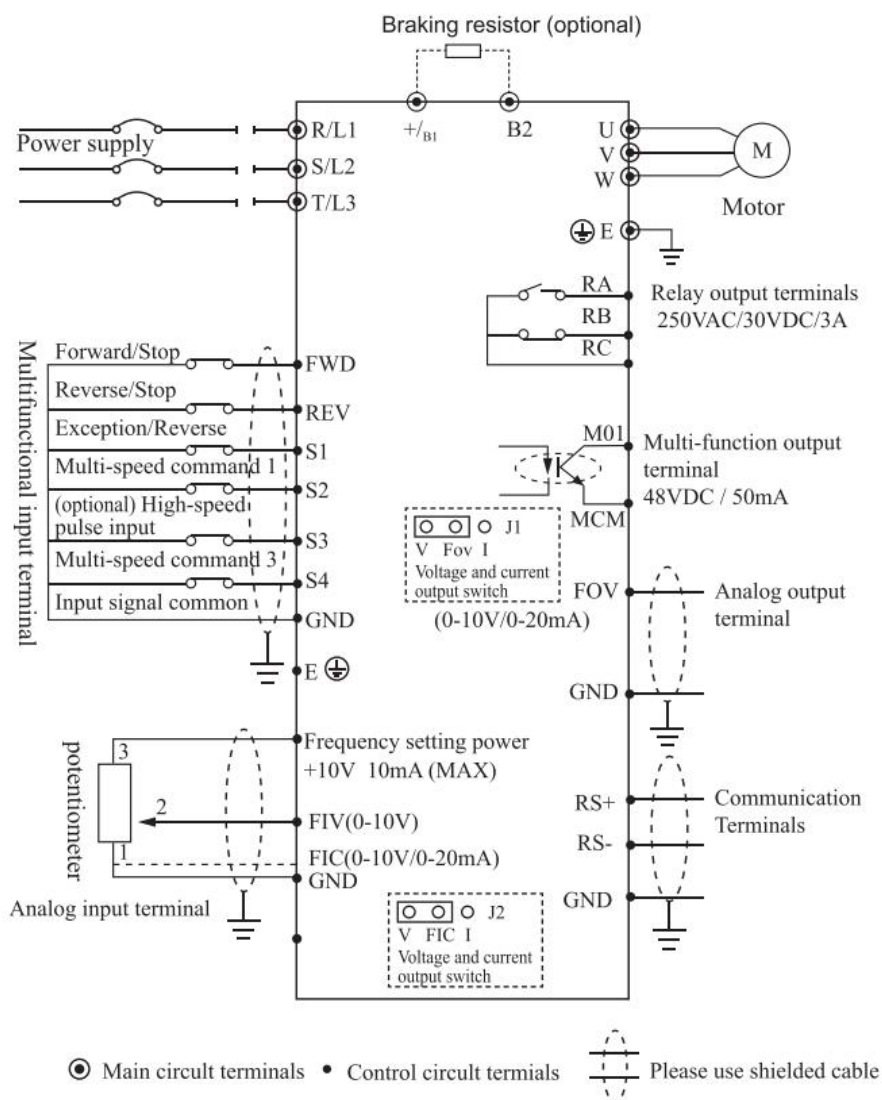 Braking resistor (optional)
+/B1
B2
Power supply
R/L1
S/L2
T/L3
U
V
W
M
Motor
E
RA
RB
RC
Relay output terminals
250VAC/30VDC/3A
Multifunctional input terminal
Forward/Stop
FWD
Reverse/Stop
REV
Exception/Reverse
S1
Multi-speed command 1
S2
(optional) High-speed
pulse input
S3
Multi-speed command 3
S4
Input signal common
GND
E
M01
MCM
Multi-function output
terminal
48VDC / 50mA
J1
V Fov I
Voltage and current
output switch
(0-10V/0-20mA)
FOV
GND
Analog output
terminal
potentiometer
3
2
1
Frequency setting power
+10V 10mA (MAX)
FIV(0-10V)
FIC(0-10V/0-20mA)
GND
Analog input terminal
RS+
RS-
GND
Communication
Terminals
J2
V FIC I
Voltage and current
output switch
Main circult terminals
Control circult termials
Please use shielded cable